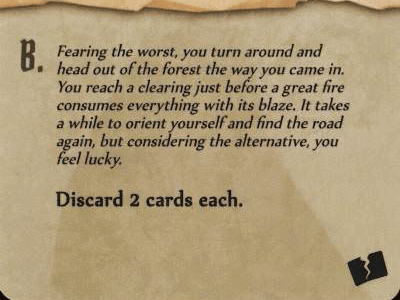 B. Fearing the worst, you turn around and
head out of the forest the way you came in.
You reach a clearing just before a great fire
consumes everything with its blaze. It takes
a while to orient yourself and find the road
again, but considering the alternative, you
feel lucky.
Discard 2 cards each.